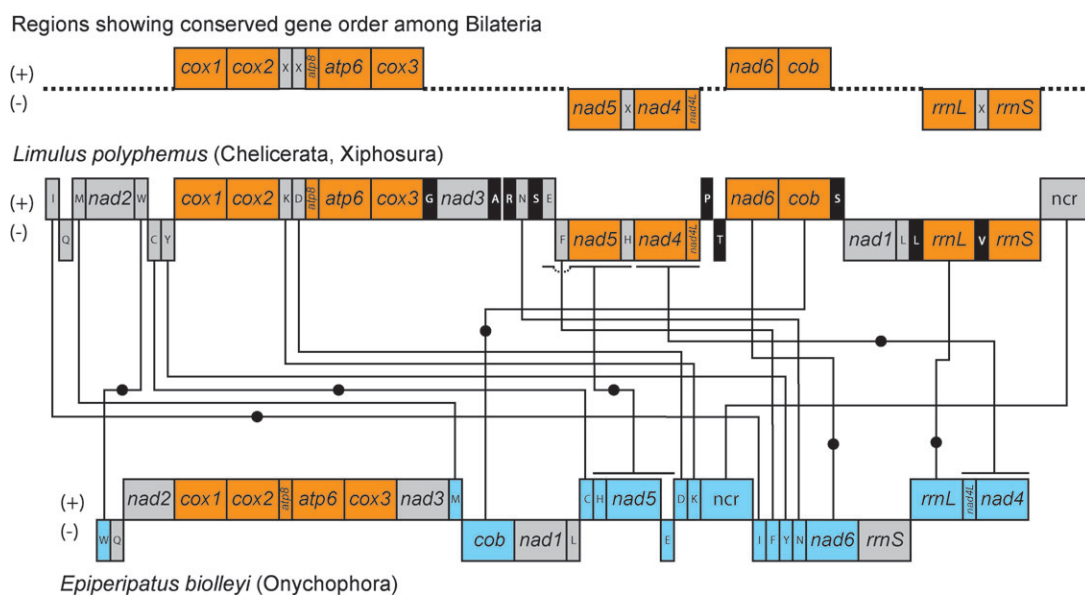 Regions showing conserved gene order among Bilateria
(+) cox1 cox2 X X atp8 atp6 cox3 nad6 cob
(-) nad5 X nad4 nad4L rrnL X rrnS
Limulus polyphemus (Chelicerata, Xiphosura)
(+) I M nad2 W cox1 cox2 K D atp8 atp6 cox3 G nad3 A R N S E P nad6 cob S ncr
(-) Q C Y F nad5 H nad4 nad4L T nad1 L L rrnL V rrnS
(+) nad2 cox1 cox2 atp8 atp6 cox3 nad3 M C H nad5 D K ncr rrnL nad4L nad4
(-) W Q cob nad1 L E I F Y N nad6 rrnS
Epiperipatus biolleyi (Onychophora)